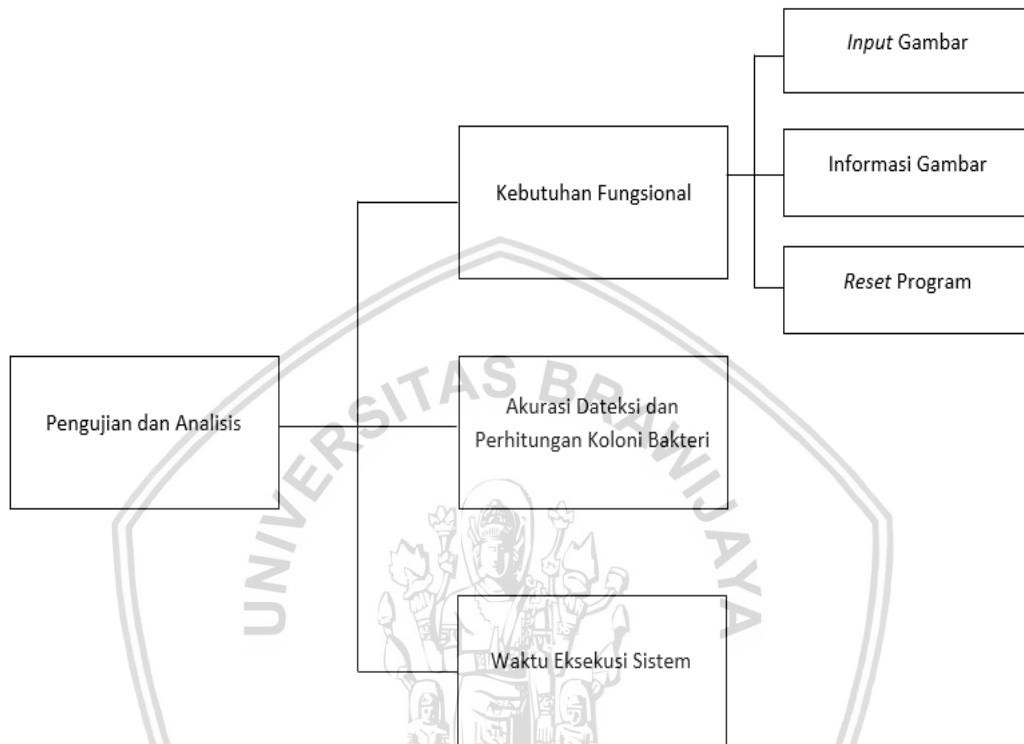 Input Gambar
Kebutuhan Fungsional
Informasi Gambar
Reset Program
Pengujian dan Analisis
Akurasi Dateksi dan
Perhitungan Koloni Bakteri
Waktu Eksekusi Sistem
UNIVERSITAS BRAWIJAYA